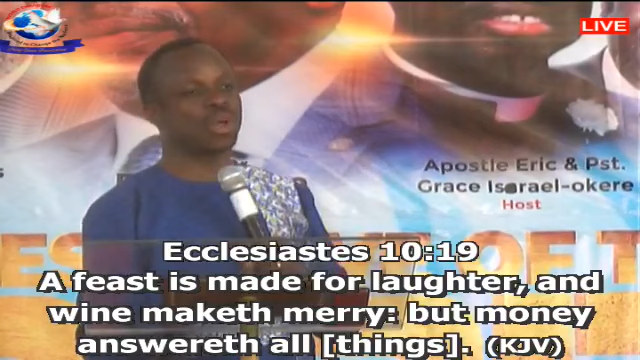 LIVE
Apostle Eric & Pst.
Grace Israrael-okere
Host
Ecclesiastes 10:19
A feast is made for laughter, and
wine maketh merry: but money
answereth all [things]. (KJV)